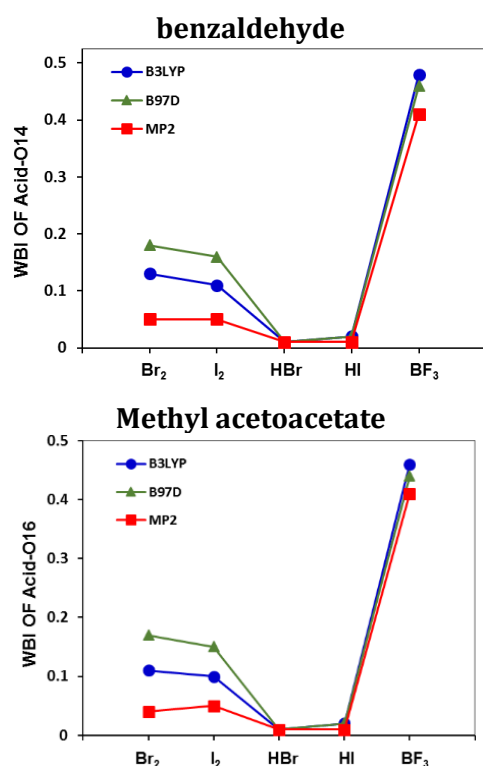 benzaldehyde
B3LYP
B97D
MP2
WBI OF Acid-O14
0.5
0.4
0.3
0.2
0.1
0
Br₂ I₂ HBr HI BF₃
Methyl acetoacetate
B3LYP
B97D
MP2
WBI OF Acid-O16
0.5
0.4
0.3
0.2
0.1
0
Br₂ I₂ HBr HI BF₃